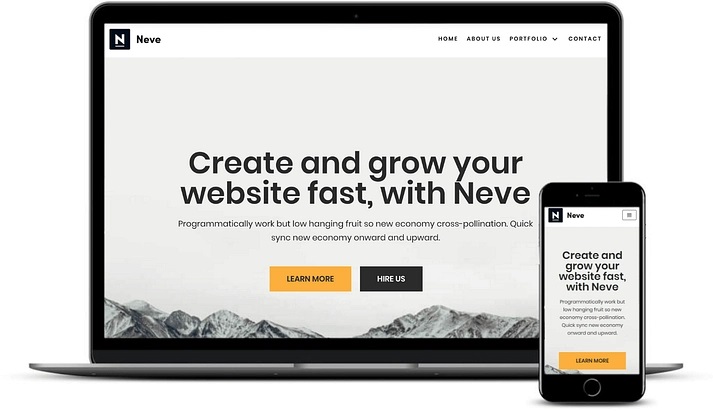 N Neve
HOME ABOUT US PORTFOLIO CONTACT
Create and grow your
website fast, with Neve
Programmatically work but low hanging fruit so new economy cross-pollination. Quick
sync new economy onward and upward.
LEARN MORE HIRE US
N Neve
Create and
grow your
website fast,
with Neve
Programmatically work but
low hanging fruit so new
economy cross-pollination.
Quick sync new economy
onward and upward.
LEARN MORE